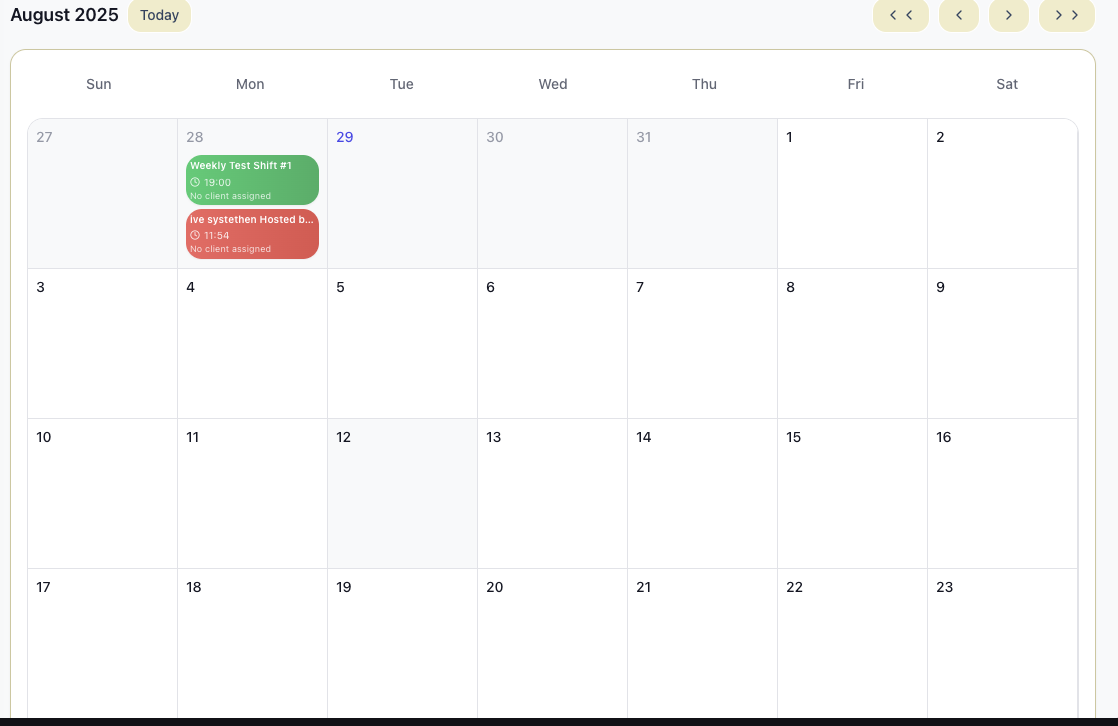 August 2025 Today
Sun Mon Tue Wed Thu Fri Sat
27 28 29 30 31 1 2
Weekly Test Shift #1
19:00
No client assigned
ive systethen Hosted b...
11:54
No client assigned
3 4 5 6 7 8 9
10 11 12 13 14 15 16
17 18 19 20 21 22 23